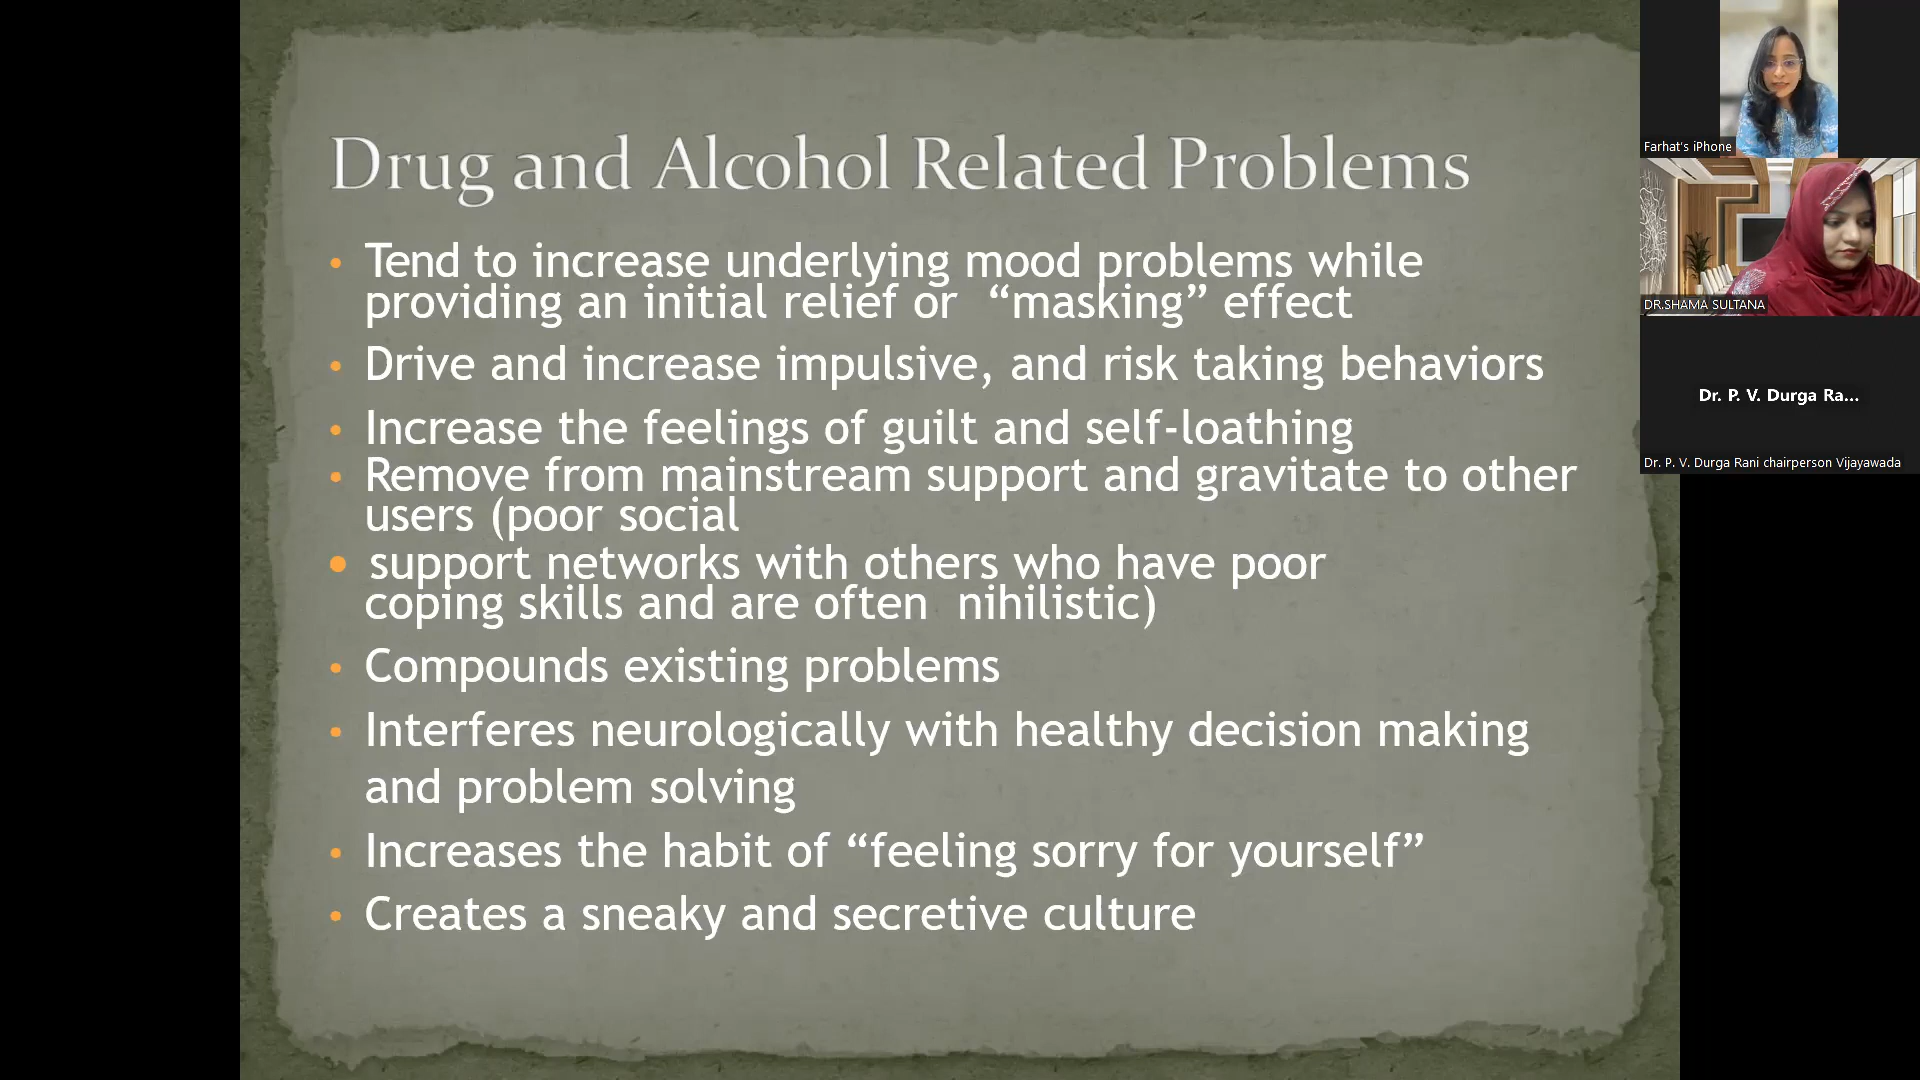 Drug and Alcohol Related Problems
• Tend to increase underlying mood problems while
providing an initial relief or  “masking” effect
• Drive and increase impulsive, and risk taking behaviors
• Increase the feelings of guilt and self-loathing
• Remove from mainstream support and gravitate to other
users (poor social
• support networks with others who have poor
coping skills and are often  nihilistic)
• Compounds existing problems
• Interferes neurologically with healthy decision making
and problem solving
• Increases the habit of “feeling sorry for yourself”
• Creates a sneaky and secretive culture
Farhat's iPhone
DR.SHAMA SULTANA
Dr. P. V. Durga Ra...
Dr. P. V. Durga Rani chairperson Vijayawada